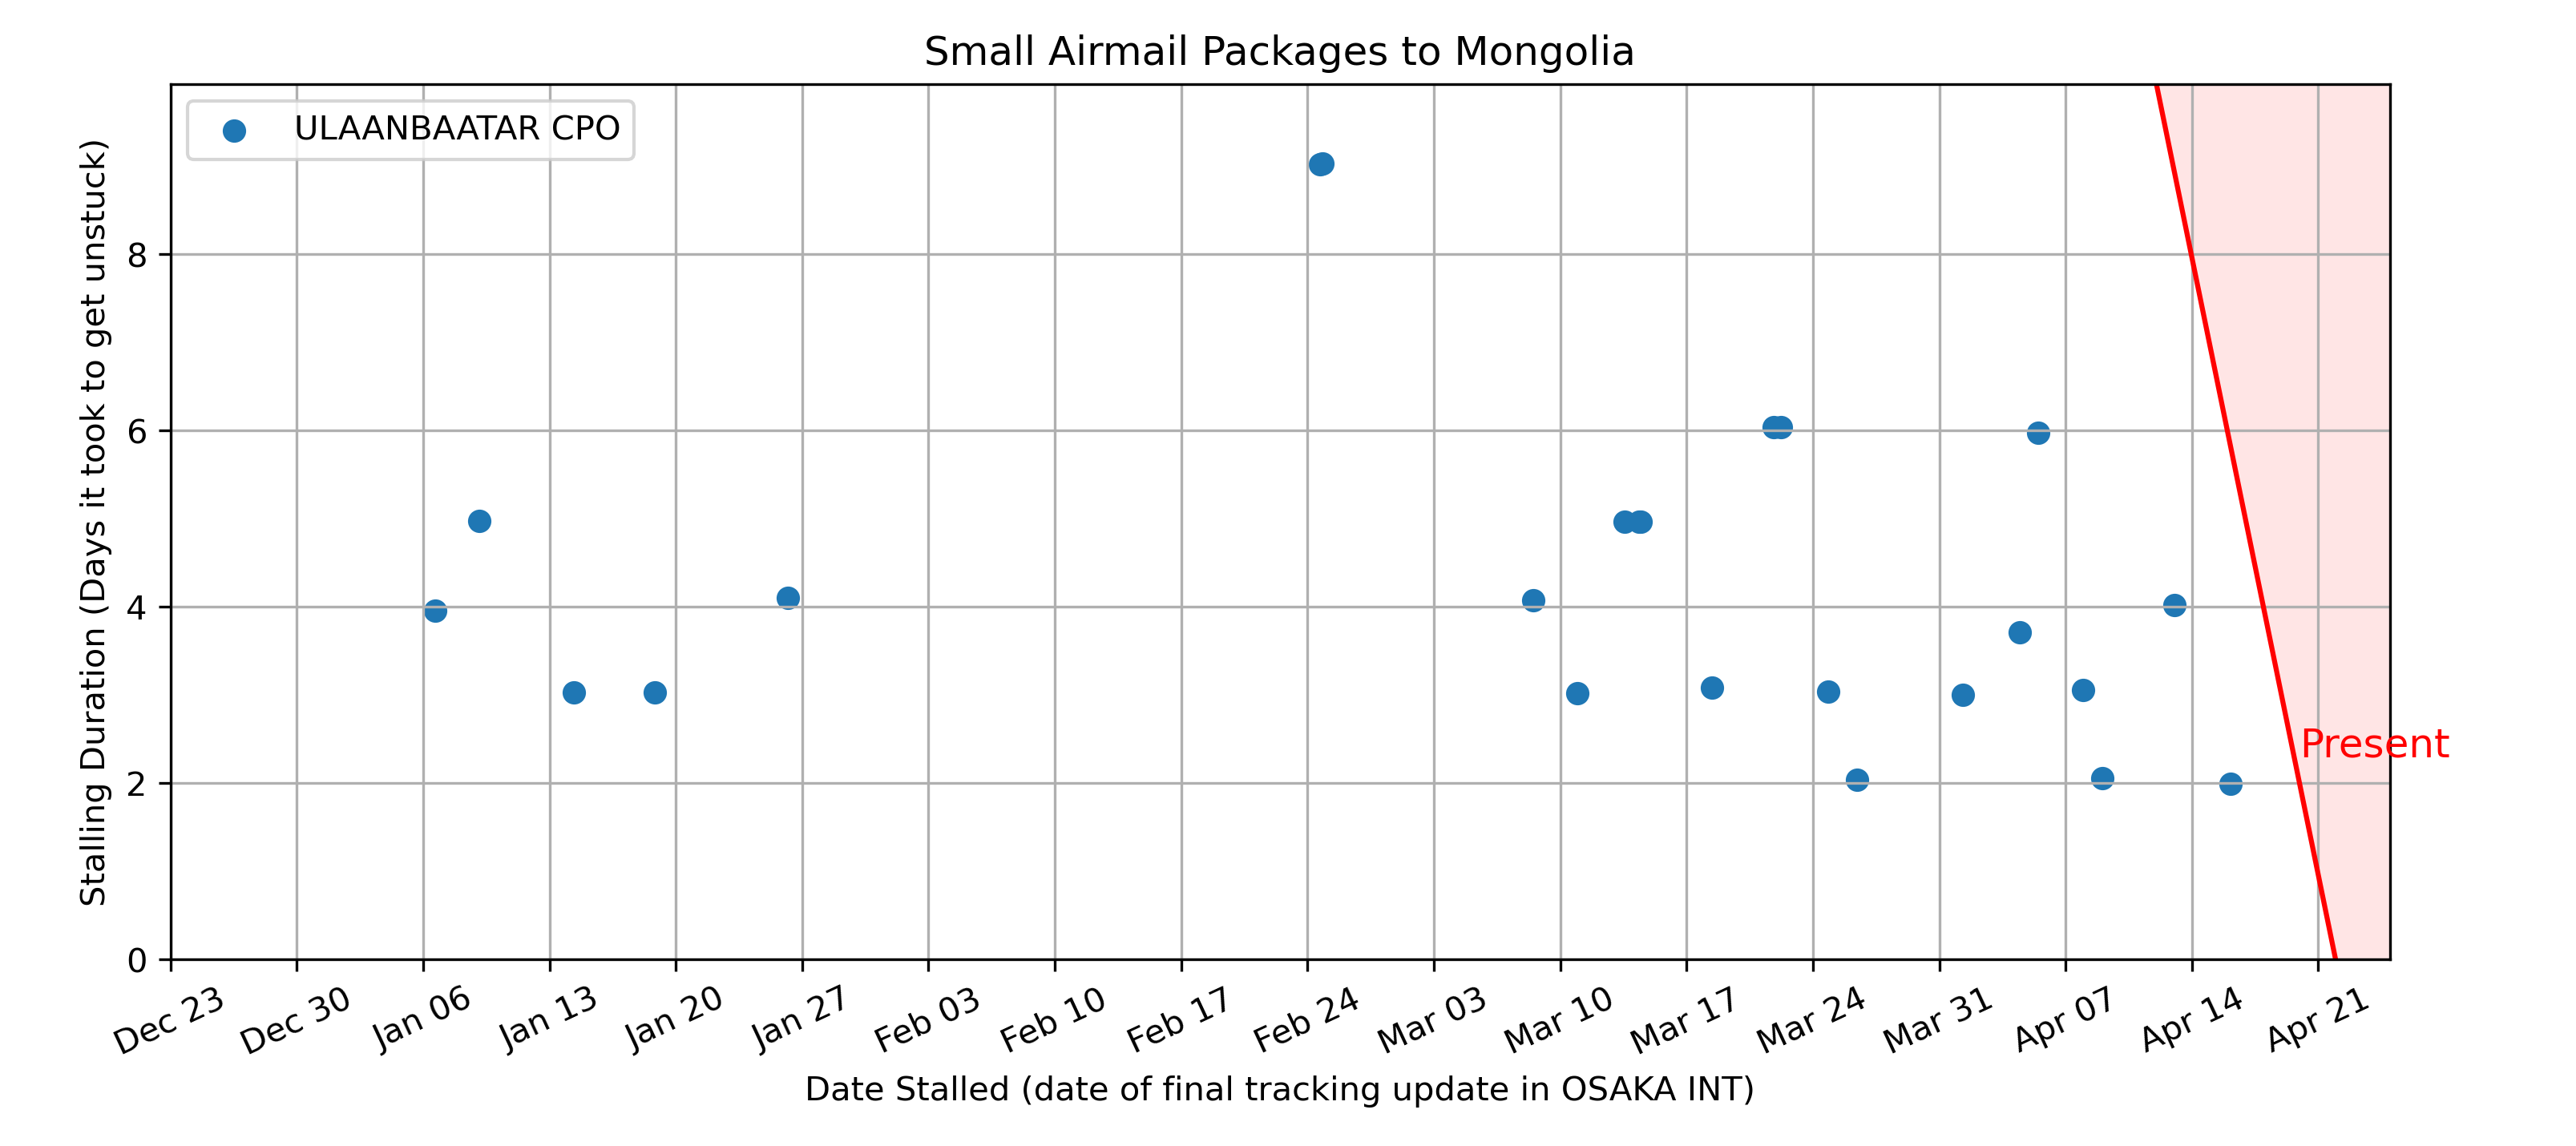 Small Airmail Packages to Mongolia
ULAANBAATAR CPO
Stalling Duration (Days it took to get unstuck)
8
6
4
2
0
Present
Dec 23
Dec 30
Jan 06
Jan 13
Jan 20
Jan 27
Feb 03
Feb 10
Feb 17
Feb 24
Mar 03
Mar 10
Mar 17
Mar 24
Mar 31
Apr 07
Apr 14
Apr 21
Date Stalled (date of final tracking update in OSAKA INT)